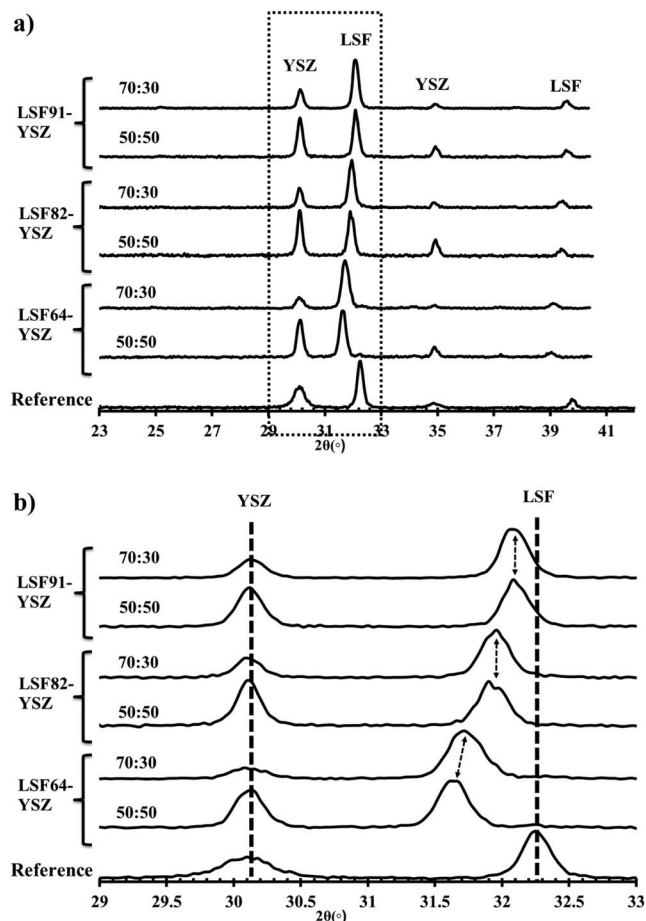 a)
YSZ
LSF
YSZ
LSF
LSF91-
YSZ
70:30
50:50
LSF82-
YSZ
70:30
50:50
LSF64-
YSZ
70:30
50:50
Reference
23 25 27 29 31 33 35 37 39 41
2θ(○)
b)
YSZ
LSF
LSF91-
YSZ
70:30
50:50
LSF82-
YSZ
70:30
50:50
LSF64-
YSZ
70:30
50:50
Reference
29 29.5 30 30.5 31 31.5 32 32.5 33
2θ(○)